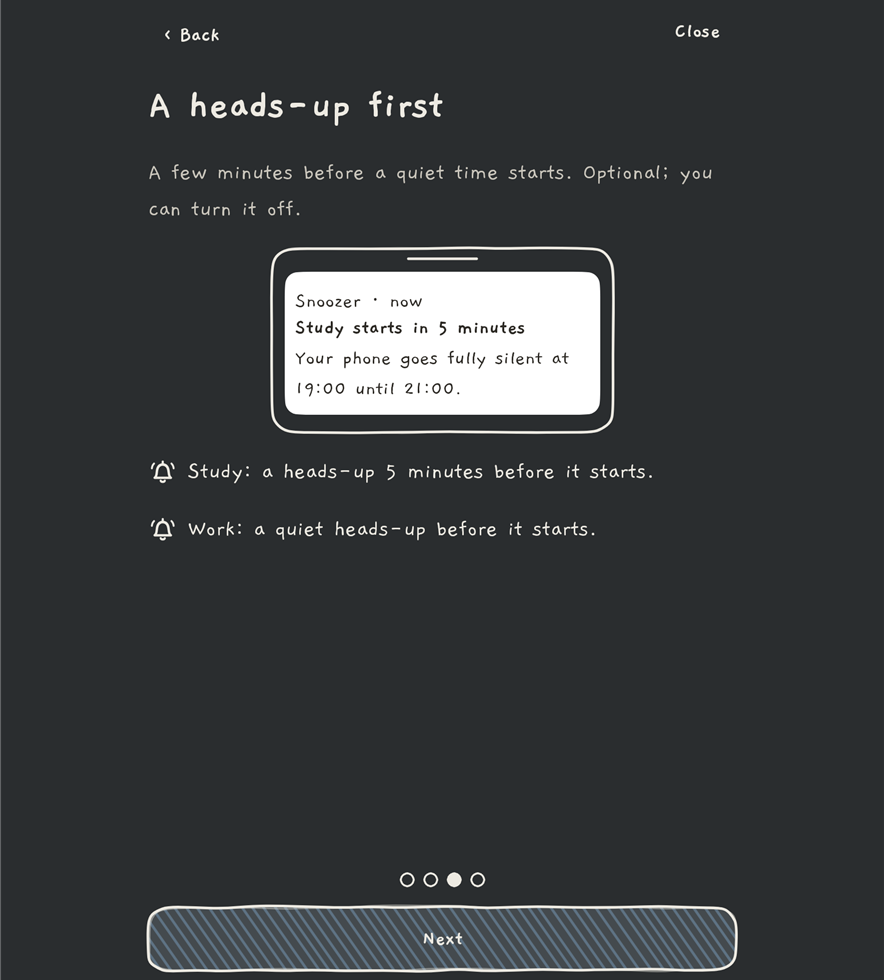 ‹ Back
Close
A heads-up first
A few minutes before a quiet time starts. Optional; you
can turn it off.
Snoozer · now
Study starts in 5 minutes
Your phone goes fully silent at
19:00 until 21:00.
Study: a heads-up 5 minutes before it starts.
Work: a quiet heads-up before it starts.
Next